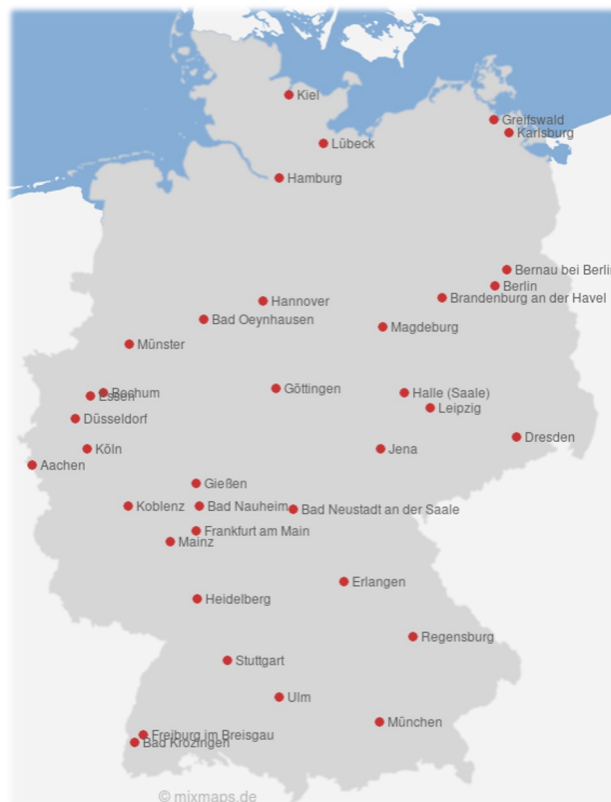 Kiel
Greifswald
Karlsburg
Lübeck
Hamburg
Bernau bei Berli
Berlin
Brandenburg an der Havel
Hannover
Bad Oeynhausen
Magdeburg
Münster
Göttingen
Bochum
Halle (Saale)
Essen
Leipzig
Düsseldorf
Dresden
Köln
Jena
Aachen
Gießen
Koblenz
Bad Nauheim
Bad Neustadt an der Saale
Frankfurt am Main
Mainz
Erlangen
Heidelberg
Regensburg
Stuttgart
Ulm
München
Freiburg im Breisgau
Bad Krozingen
© mixmaps.de